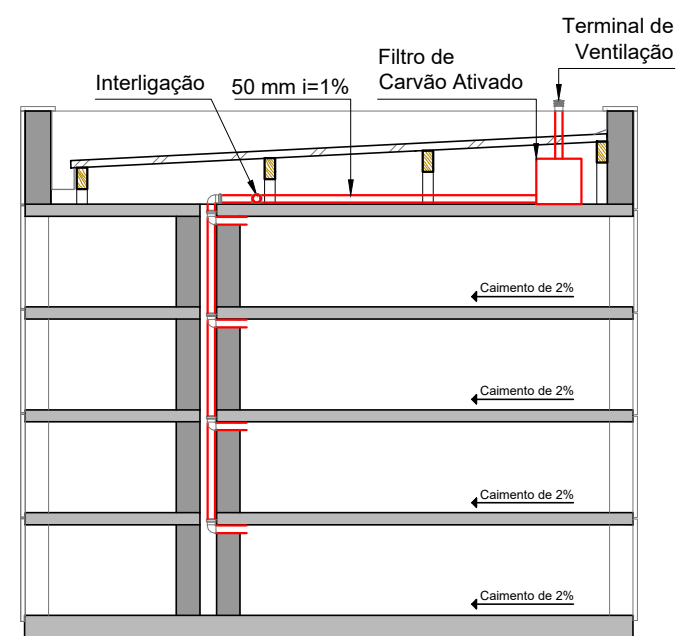 Terminal de
Ventilação
Filtro de
Carvão Ativado
Interligação
50 mm i=1%
Caimento de 2%
Caimento de 2%
Caimento de 2%
Caimento de 2%